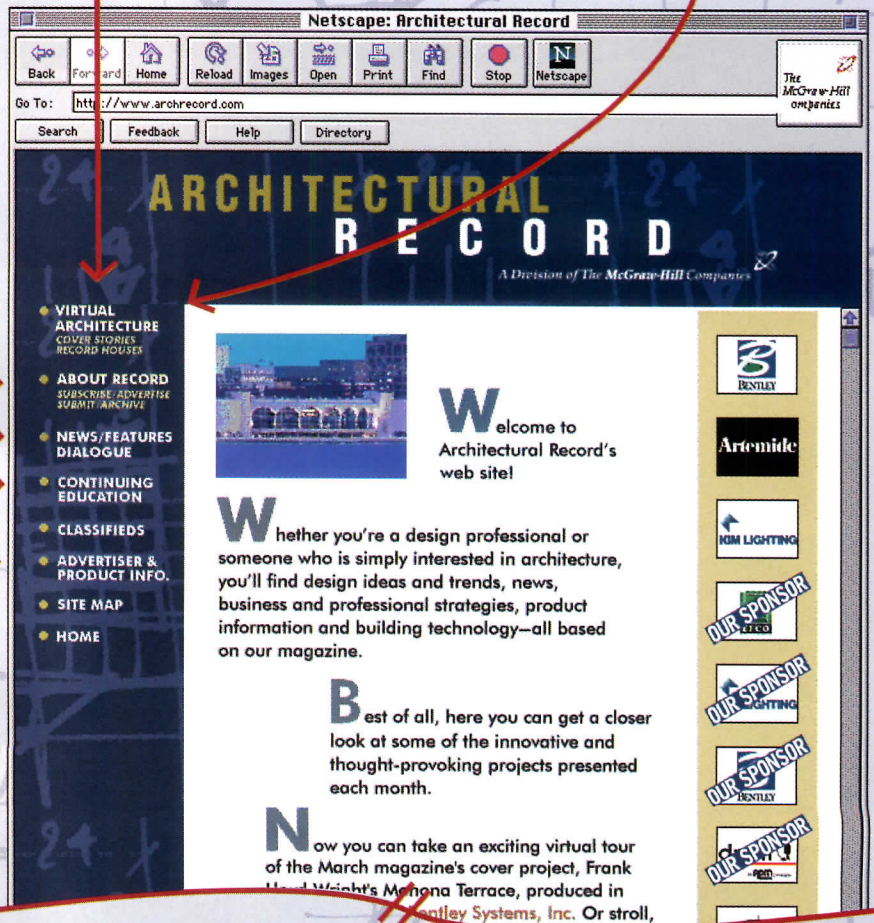 Netscape: Architectural Record
Back Forward Home Reload Images Open Print Find Stop Netscape
N
The
McGraw-Hill
Companies
Go To: http://www.archrecord.com
Search Feedback Help Directory
ARCHITECTURAL
RECORD
A Division of The McGraw-Hill Companies
VIRTUAL
ARCHITECTURE
COVER STORIES
RECORD HOUSES
ABOUT RECORD
SUBSCRIBE/ADVERTISE
SUBMIT/ARCHIVE
NEWS/FEATURES
DIALOGUE
CONTINUING
EDUCATION
CLASSIFIEDS
ADVERTISER &
PRODUCT INFO.
SITE MAP
HOME
Welcome to
Architectural Record's
web site!
Whether you're a design professional or
someone who is simply interested in architecture,
you'll find design ideas and trends, news,
business and professional strategies, product
information and building technology—all based
on our magazine.
Best of all, here you can get a closer
look at some of the innovative and
thought-provoking projects presented
each month.
Now you can take an exciting virtual tour
of the March magazine's cover project, Frank
Lloyd Wright's Monona Terrace, produced in
Bentley Systems, Inc. Or stroll,
B
BENTLEY
Artemide
KIM LIGHTING
OUR SPONSOR
OUR SPONSOR
LIGHTING
OUR SPONSOR
BENTLEY
OUR SPONSOR